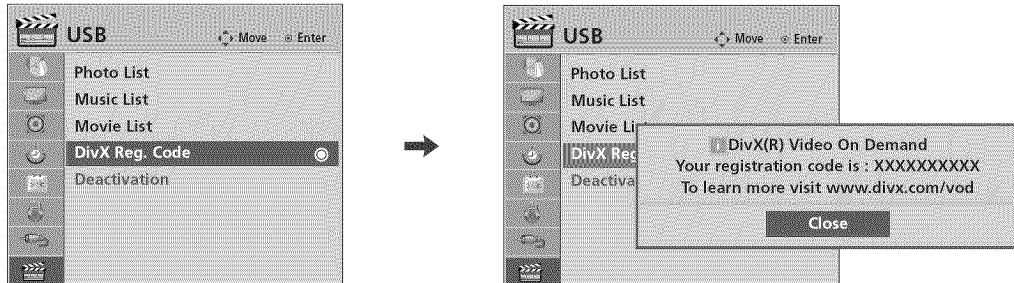 USB
Move
Enter
Photo List
Music List
Movie List
DivX Reg. Code
Deactivation
USB
Move
Enter
Photo List
Music List
Movie Li
DivX Reg
Deactiva
DivX(R) Video On Demand
Your registration code is : XXXXXXXXXX
To learn more visit www.divx.com/vod
Close